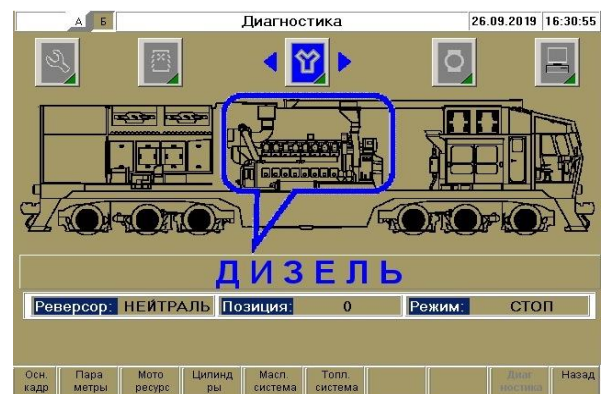 А Б Диагностика 26.09.2019 16:30:55
ДИЗЕЛЬ
Реверсор: НЕЙТРАЛЬ Позиция: 0 Режим: СТОП
Осн. Пара Мото Цилинд Масл. Топл. Диаг Назад
кадр метры ресурс ры система система ностика